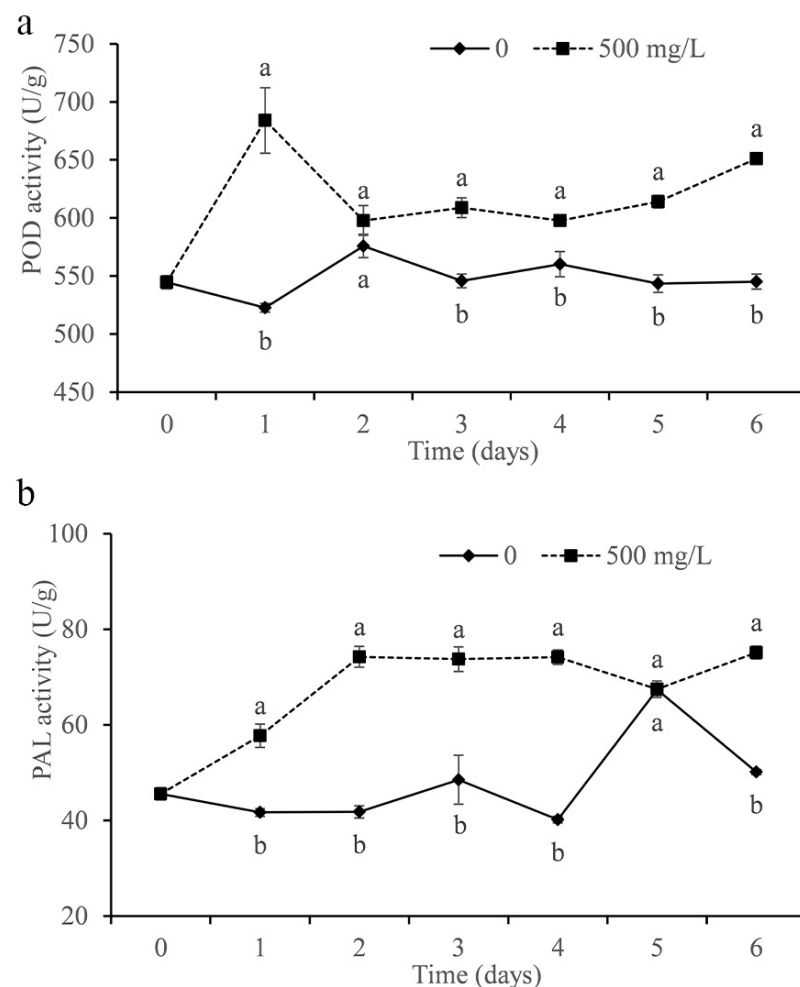 a
750
700
650
600
550
500
450
POD activity (U/g)
0 500 mg/L
a
a a a a a
b a b b b b
0 1 2 3 4 5 6
Time (days)
b
100
80
60
40
20
PAL activity (U/g)
0 500 mg/L
a a a a a a
b b b b a b
0 1 2 3 4 5 6
Time (days)